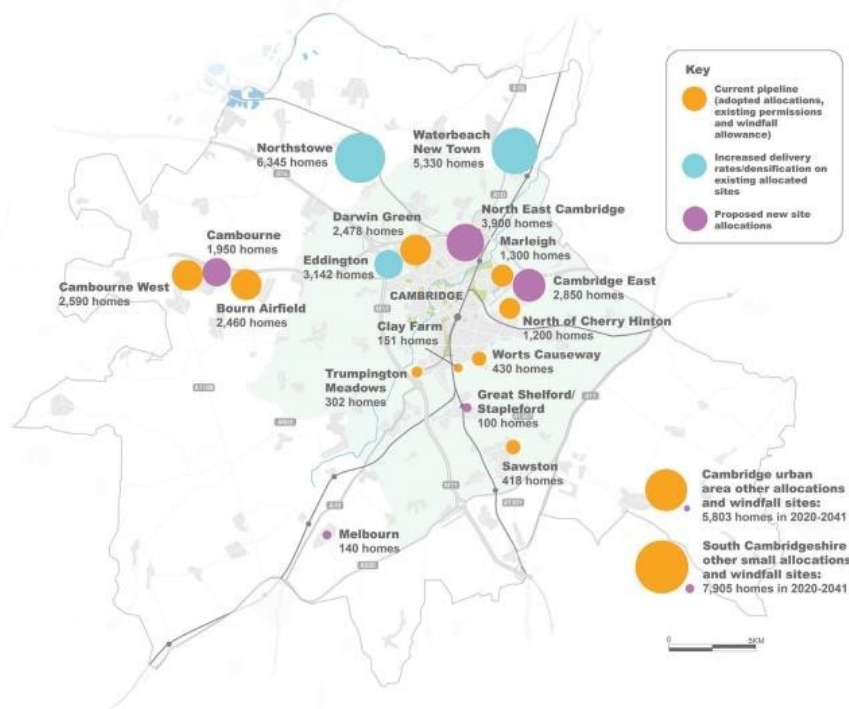 Key
Current pipeline
(adopted allocations,
existing permissions
and windfall
allowance)
Increased delivery
rates/densification on
existing allocated
sites
Proposed new site
allocations
Northstowe
6,345 homes
Waterbeach
New Town
5,330 homes
Darwin Green
2,478 homes
North East Cambridge
3,900 homes
Cambourne
1,950 homes
Eddington
3,142 homes
Marleigh
1,300 homes
Cambourne West
2,590 homes
Bourn Airfield
2,460 homes
CAMBRIDGE
Cambridge East
2,850 homes
North of Cherry Hinton
1,200 homes
Clay Farm
151 homes
Worts Causeway
430 homes
Trumpington
Meadows
302 homes
Great Shelford/
Stapleford
100 homes
Sawston
418 homes
Melbourn
140 homes
Cambridge urban
area other allocations
and windfall sites:
5,803 homes in 2020-2041
South Cambridgeshire
other small allocations
and windfall sites:
7,905 homes in 2020-2041
0 5KM